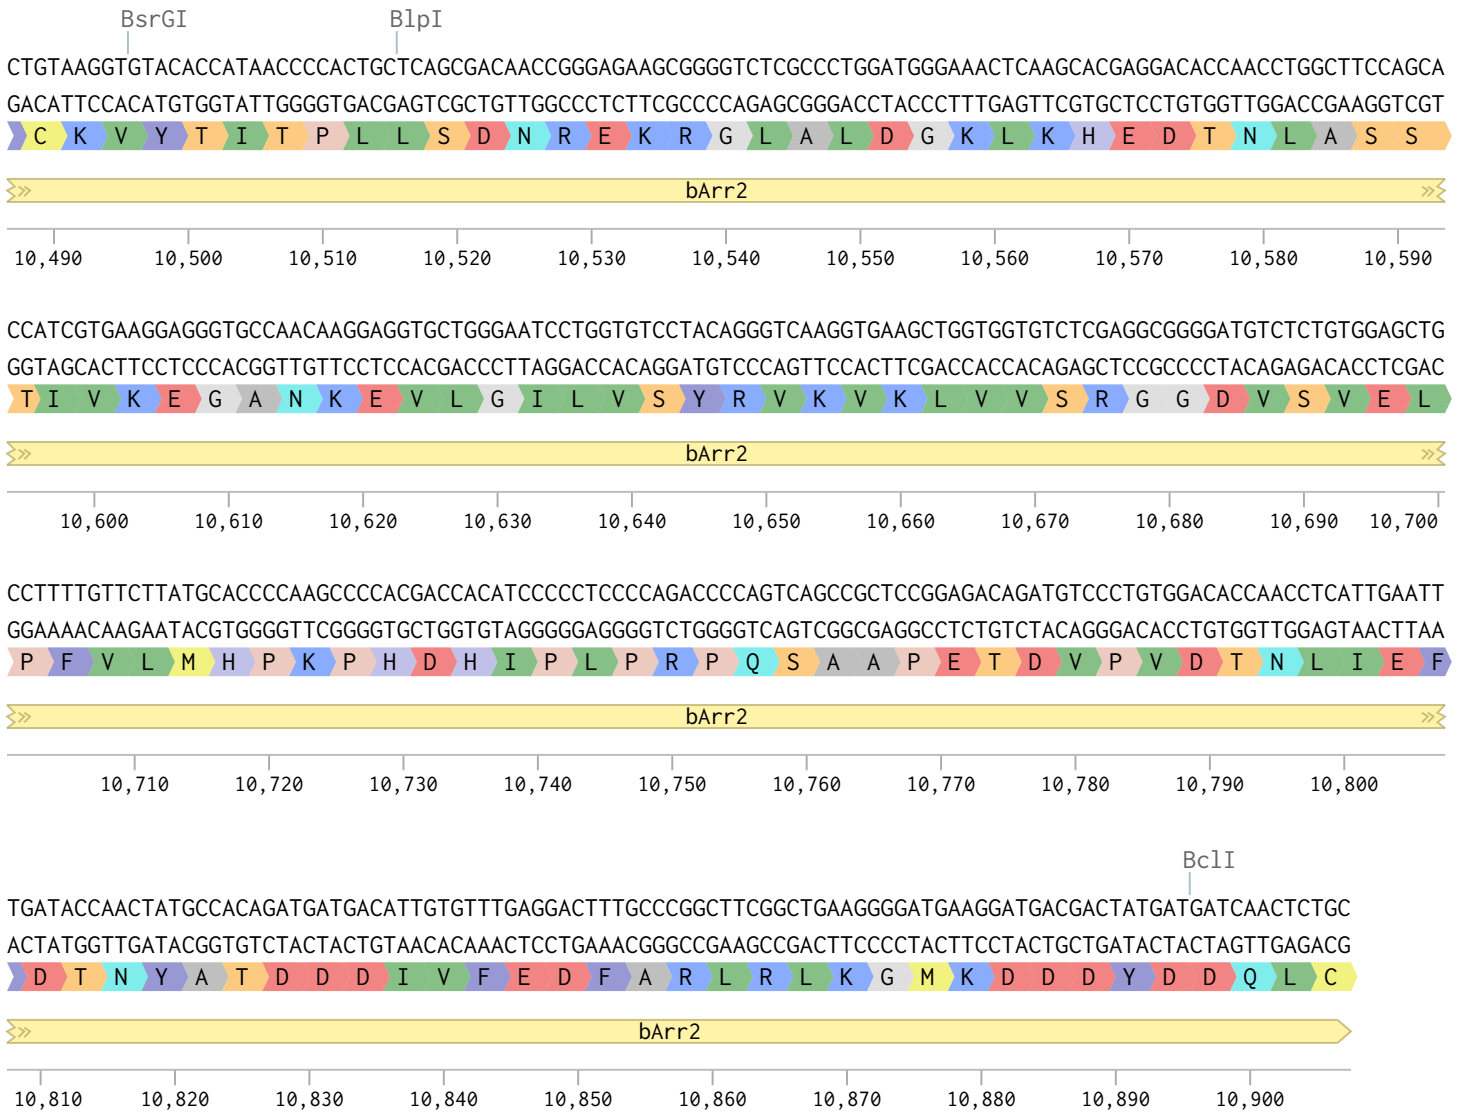 BsrGI BlpI
CTGTAAGGTGTACACCATAACCCCACTGCTCAGCGACAACCGGGAGAAGCGGGGTCTCGCCCTGGATGGGAAACTCAAGCACGAGGACACCAACCTGGCTTCCAGCA
GACATTCCACATGTGGTATTGGGGTGACGAGTCGCTGTTGGCCCTCTTCGCCCCAGAGCGGGACCTACCCTTTGAGTTCGTGCTCCTGTGGTTGGACCGAAGGTCGT
C K V Y T I T P L L S D N R E K R G L A L D G K L K H E D T N L A S S
bArr2
10,490 10,500 10,510 10,520 10,530 10,540 10,550 10,560 10,570 10,580 10,590
CCATCGTGAAGGAGGGTGCCAACAAGGAGGTGCTGGGAATCCTGGTGTCCTACAGGGTCAAGGTGAAGCTGGTGGTGTCTCGAGGCGGGGATGTCTCTGTGGAGCTG
GGTAGCACTTCCTCCCACGGTTGTTCCTCCACGACCCTTAGGACCACAGGATGTCCCAGTTCCACTTCGACCACCACAGAGCTCCGCCCCTACAGAGACACCTCGAC
T I V K E G A N K E V L G I L V S Y R V K V K L V V S R G G D V S V E L
bArr2
10,600 10,610 10,620 10,630 10,640 10,650 10,660 10,670 10,680 10,690 10,700
CCTTTTGTTCTTATGCACCCCAAGCCCCACGACCACATCCCCCTCCCCAGACCCCAGTCAGCCGCTCCGGAGACAGATGTCCCTGTGGACACCAACCTCATTGAATT
GGAAAACAAGAATACGTGGGGTTCGGGGTGCTGGTGTAGGGGGAGGGGTCTGGGGTCAGTCGGCGAGGCCTCTGTCTACAGGGACACCTGTGGTTGGAGTAACTTAA
P F V L M H P K P H D H I P L P R P Q S A A P E T D V P V D T N L I E F
bArr2
10,710 10,720 10,730 10,740 10,750 10,760 10,770 10,780 10,790 10,800
BclI
TGATACCAACTATGCCACAGATGATGACATTGTGTTTGAGGACTTTGCCCGGCTTCGGCTGAAGGGGATGAAGGATGACGACTATGATGATCAACTCTGC
ACTATGGTTGATACGGTGTCTACTACTGTAACACAAACTCCTGAAACGGGCCGAAGCCGACTTCCCCTACTTCCTACTGCTGATACTACTAGTTGAGACG
D T N Y A T D D D I V F E D F A R L R L K G M K D D D Y D D Q L C
bArr2
10,810 10,820 10,830 10,840 10,850 10,860 10,870 10,880 10,890 10,900